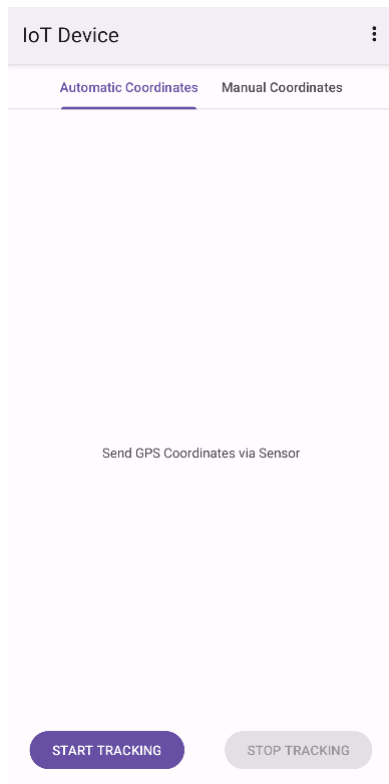 IoT Device
Automatic Coordinates Manual Coordinates
Send GPS Coordinates via Sensor
START TRACKING STOP TRACKING